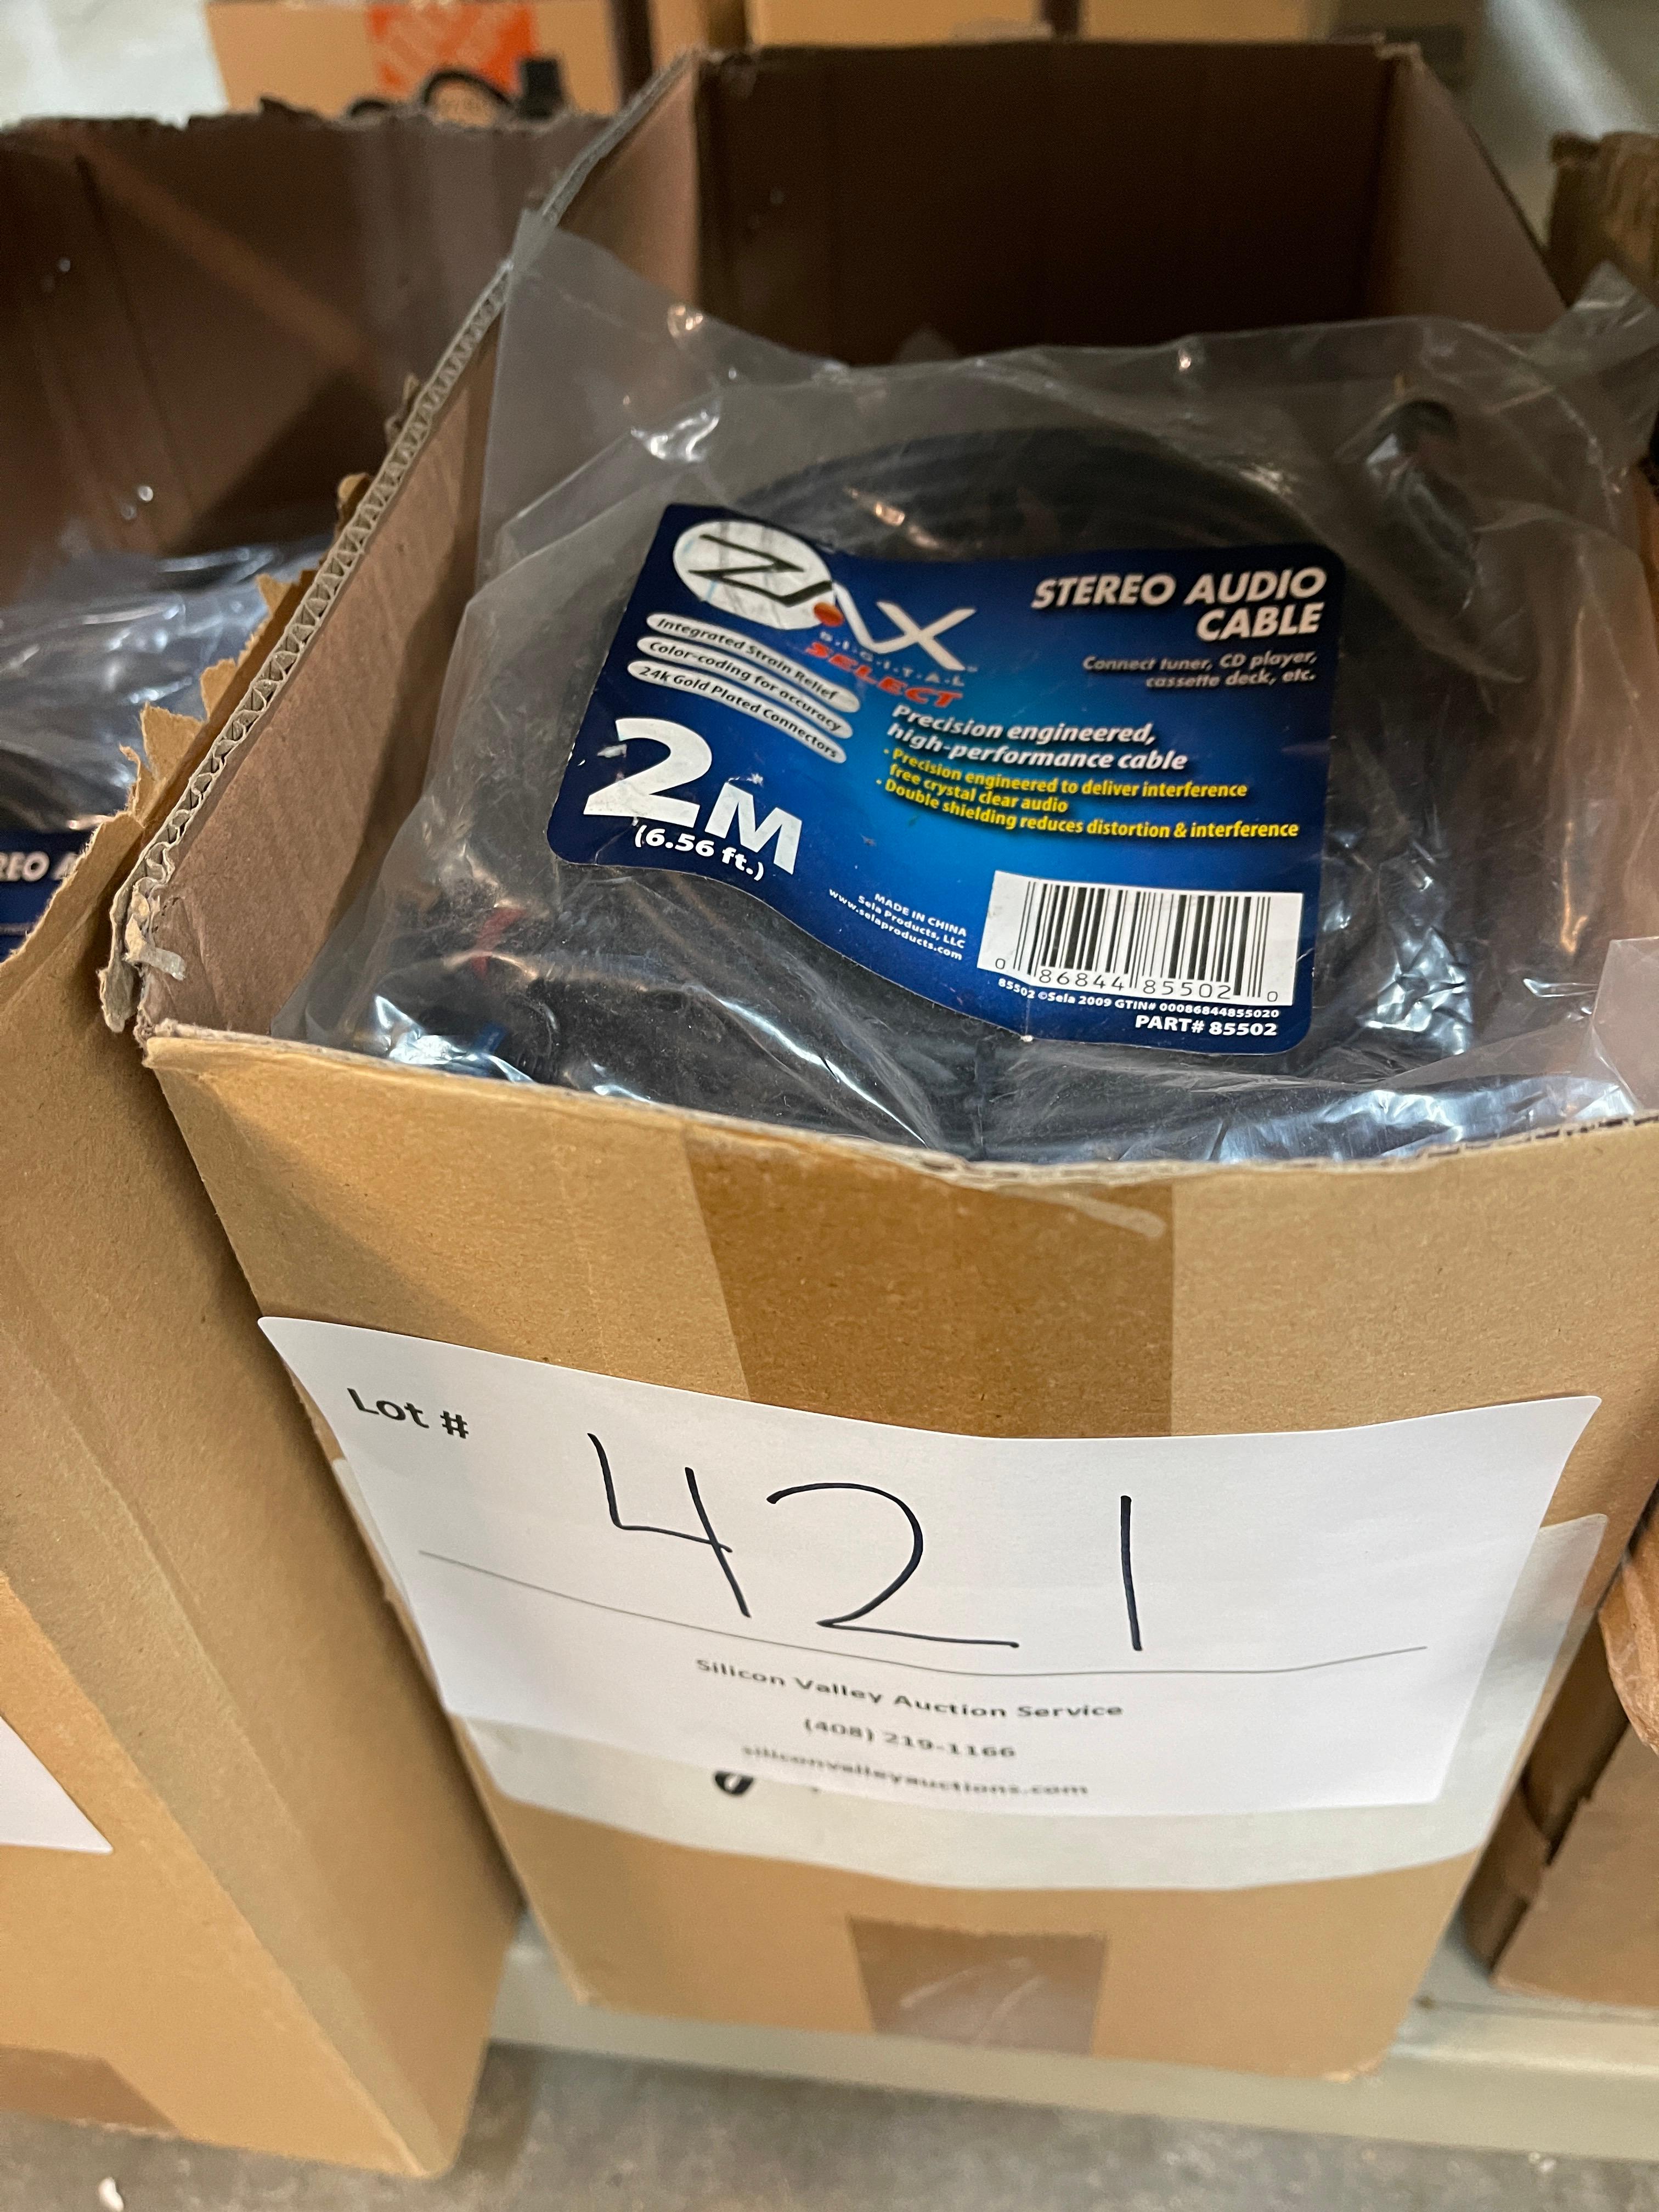 ZAX
D.I.G.I.T.A.L
SELECT
Integrated Strain Relief
Color-coding for accuracy
24K Gold Plated Connectors
2M
(6.56 ft.)
STEREO AUDIO
CABLE
Connect tuner, CD player,
cassette deck, etc.
Precision engineered,
high-performance cable
- Precision engineered to deliver interference
free crystal clear audio
- Double shielding reduces distortion & interference
MADE IN CHINA
Sela Products, LLC
www.selaproducts.com
0 86844 85502 0
85502 ©Sela 2009 GTIN# 00086844855020
PART# 85502
Lot # 421
Silicon Valley Auction Service
(408) 219-1166
siliconvalleyauctions.com